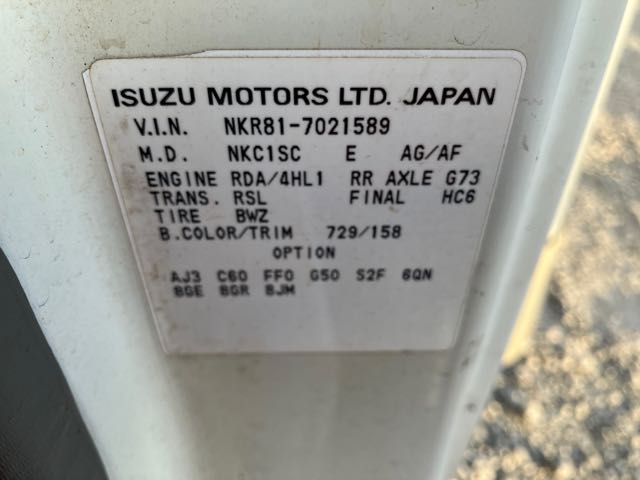 ISUZU MOTORS LTD. JAPAN
V.I.N. NKR81-7021589
M.D. NKC1SC E AG/AF
ENGINE RDA/4HL1 RR AXLE G73
TRANS. RSL FINAL HC6
TIRE BWZ
B.COLOR/TRIM 729/158
OPTION
AJ3 C60 FF0 G50 S2F 6QN
8GE 8GR 8JM